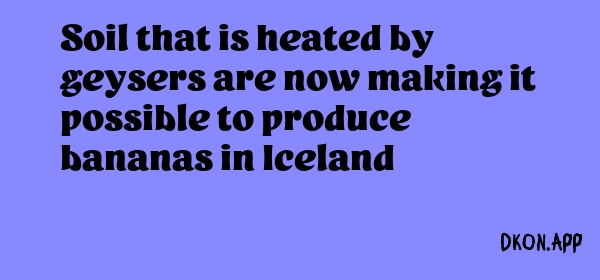 Soil that is heated by
geysers are now making it
possible to produce
bananas in Iceland
DKON.APP